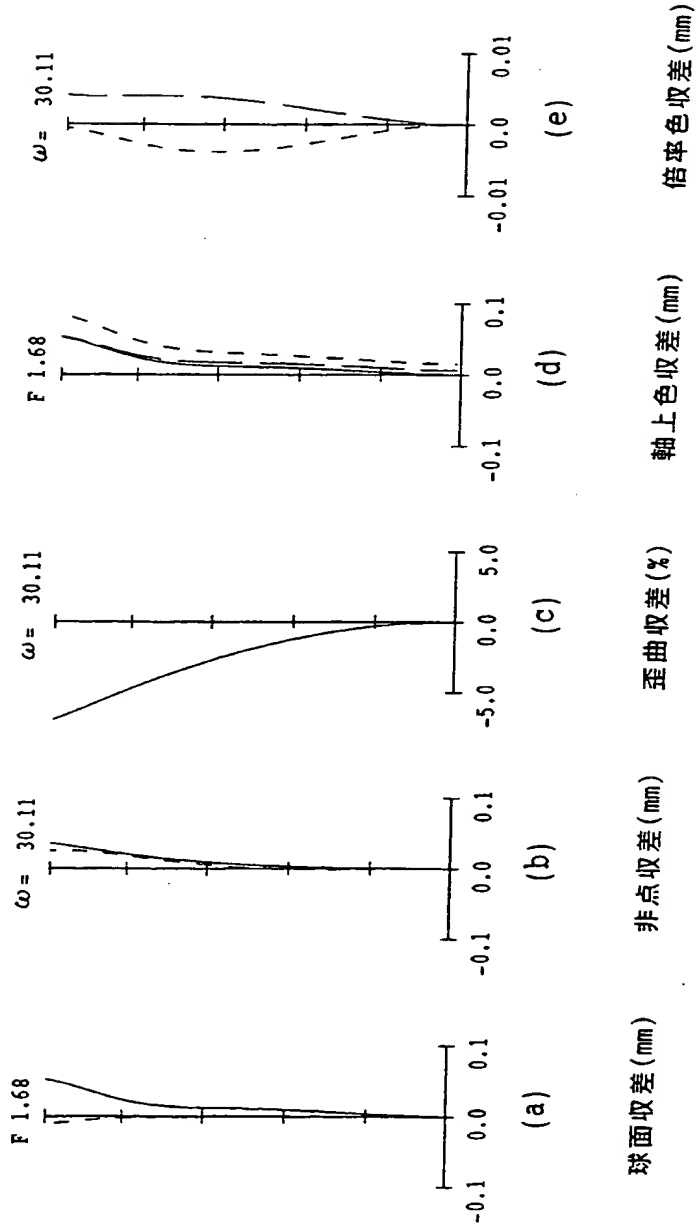 F 1.68
-0.1 0.0 0.1
(a)
球面収差(mm)
ω= 30.11
-0.1 0.0 0.1
(b)
非点収差(mm)
ω= 30.11
-5.0 0.0 5.0
(c)
歪曲収差(%)
F 1.68
-0.1 0.0 0.1
(d)
軸上色収差(mm)
ω= 30.11
-0.01 0.0 0.01
(e)
倍率色収差(mm)